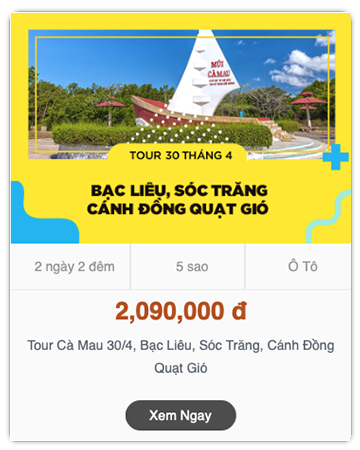 MŨI
CÀ MAU
TOUR 30 THÁNG 4
BẠC LIÊU, SÓC TRĂNG
CÁNH ĐỒNG QUẠT GIÓ
2 ngày 2 đêm
5 sao
Ô Tô
2,090,000 đ
Tour Cà Mau 30/4, Bạc Liêu, Sóc Trăng, Cánh Đồng
Quạt Gió
Xem Ngay